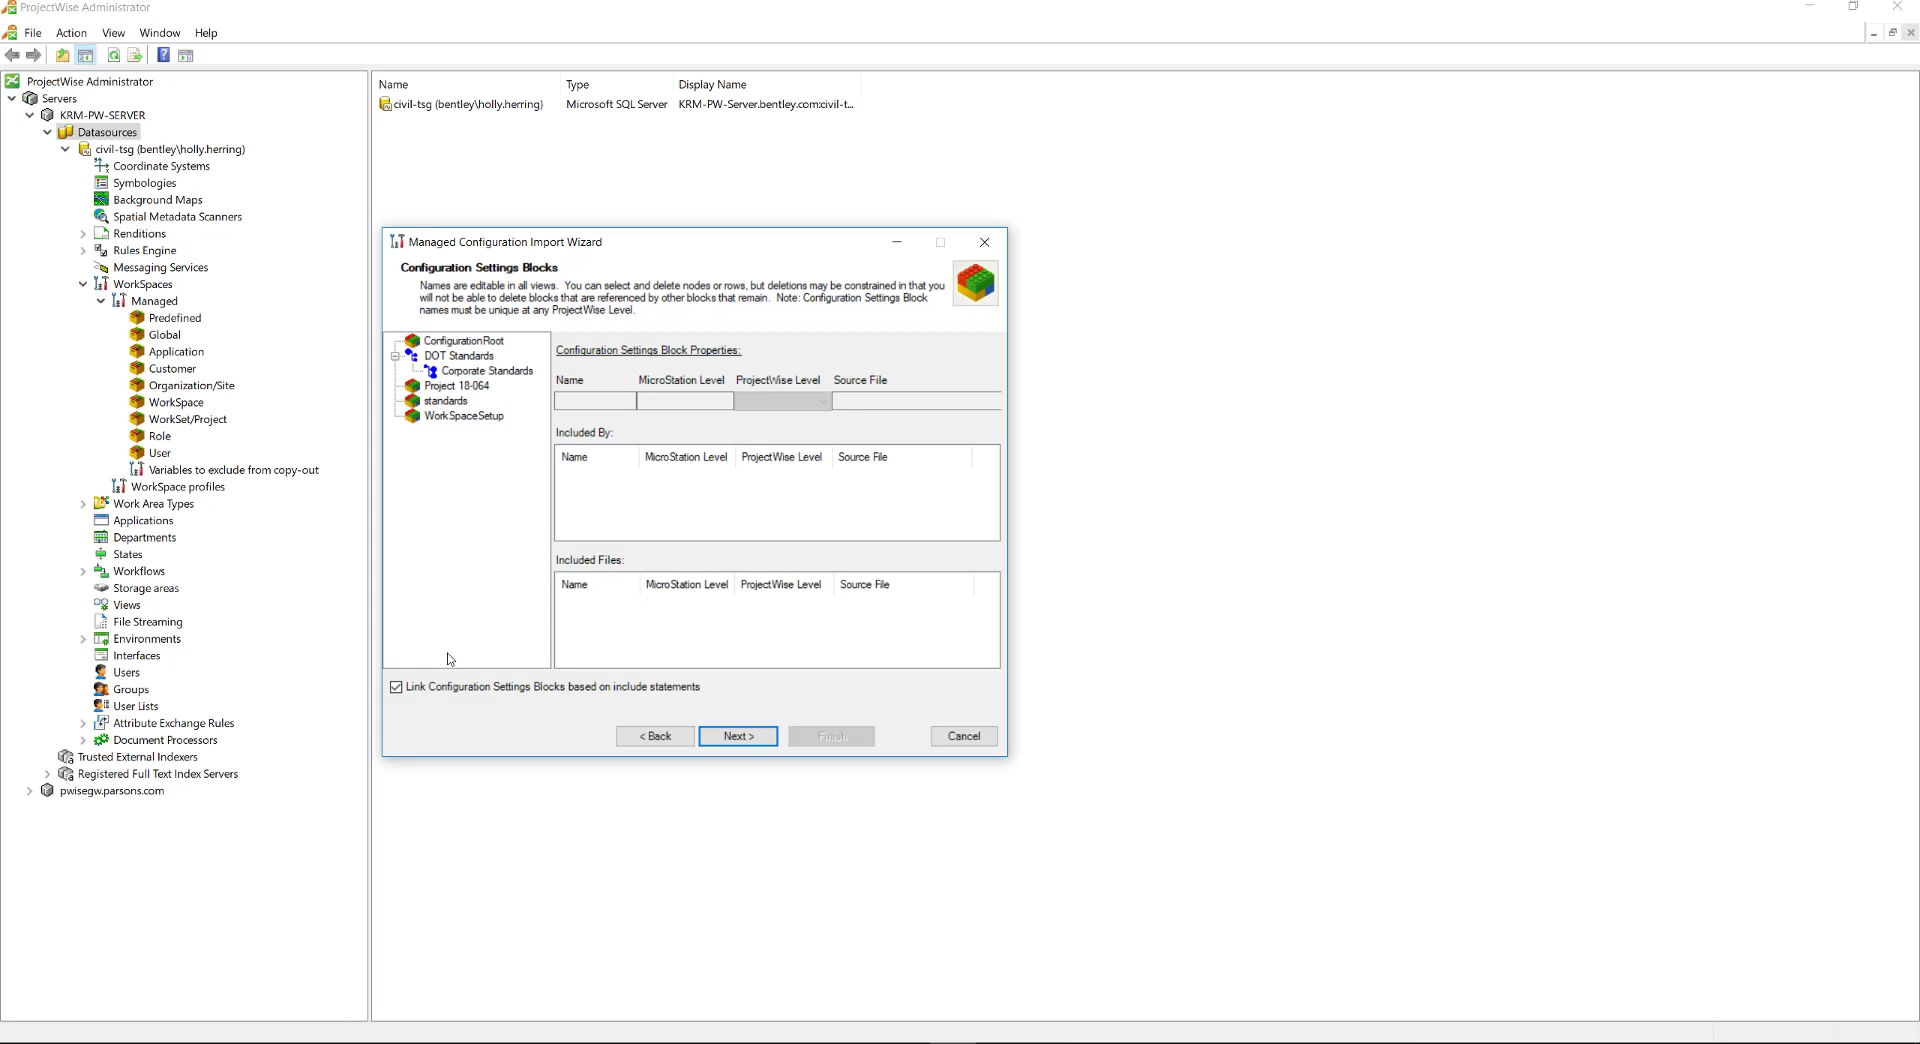 ProjectWise Administrator
File Action View Window Help
ProjectWise Administrator
Servers
KRM-PW-SERVER
Datasources
civil-tsg (bentley\holly.herring)
Coordinate Systems
Symbologies
Background Maps
Spatial Metadata Scanners
Renditions
Rules Engine
Messaging Services
WorkSpaces
Managed
Predefined
Global
Application
Customer
Organization/Site
WorkSpace
WorkSet/Project
Role
User
Variables to exclude from copy-out
WorkSpace profiles
Work Area Types
Applications
Departments
States
Workflows
Storage areas
Views
File Streaming
Environments
Interfaces
Users
Groups
User Lists
Attribute Exchange Rules
Document Processors
Trusted External Indexers
Registered Full Text Index Servers
pwisegw.parsons.com
Name Type Display Name
civil-tsg (bentley\holly.herring) Microsoft SQL Server KRM-PW-Server.bentley.com:civil-t...
Managed Configuration Import Wizard
Configuration Settings Blocks
Names are editable in all views. You can select and delete nodes or rows, but deletions may be constrained in that you
will not be able to delete blocks that are referenced by other blocks that remain. Note: Configuration Settings Block
names must be unique at any ProjectWise Level.
ConfigurationRoot
DOT Standards
Corporate Standards
Project 18-064
standards
WorkSpaceSetup
Configuration Settings Block Properties:
Name MicroStation Level ProjectWise Level Source File
Included By:
Name MicroStation Level ProjectWise Level Source File
Included Files:
Name MicroStation Level ProjectWise Level Source File
Link Configuration Settings Blocks based on include statements
< Back Next > Finish Cancel